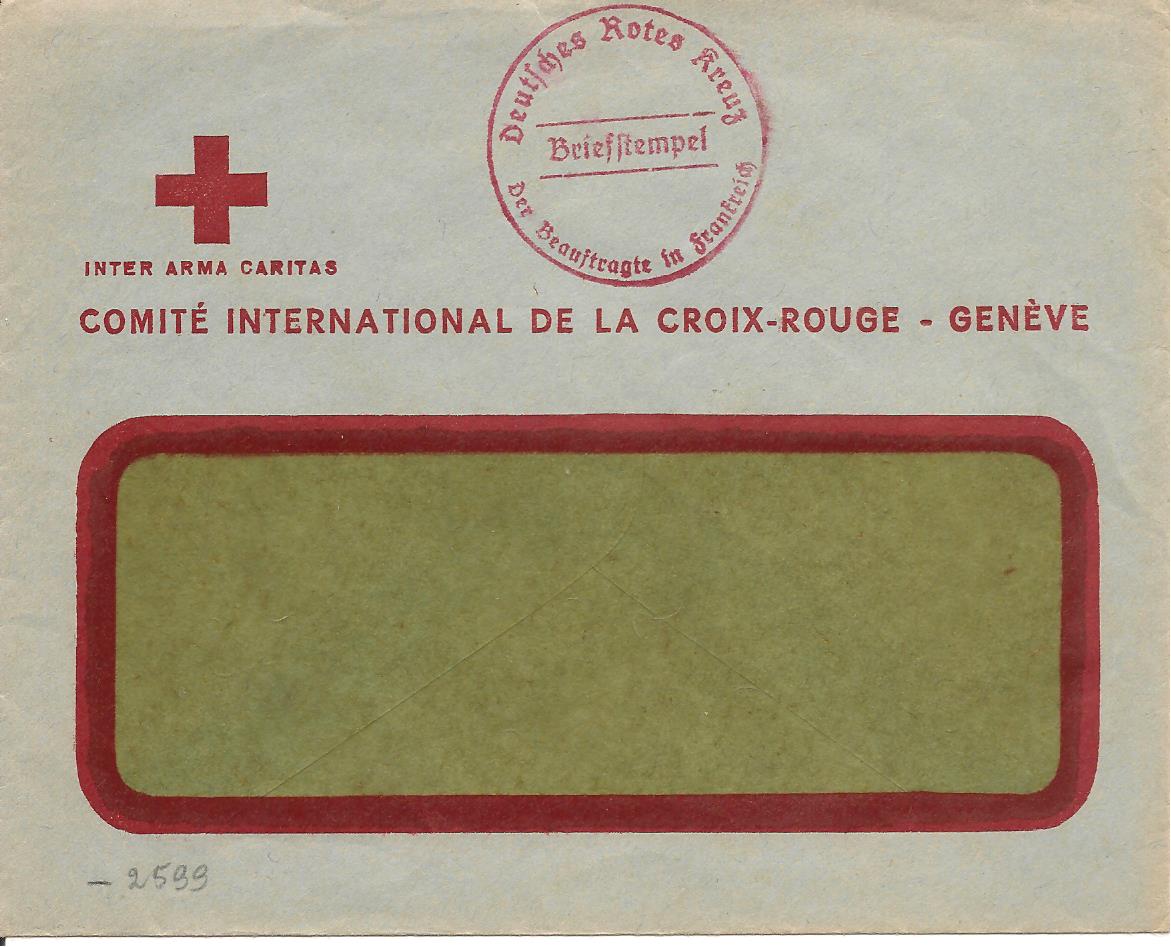 Deutsches Rotes Kreuz
Briefstempel
Der Beauftragte in Frankreich
INTER ARMA CARITAS
COMITÉ INTERNATIONAL DE LA CROIX-ROUGE - GENÈVE
- 2599